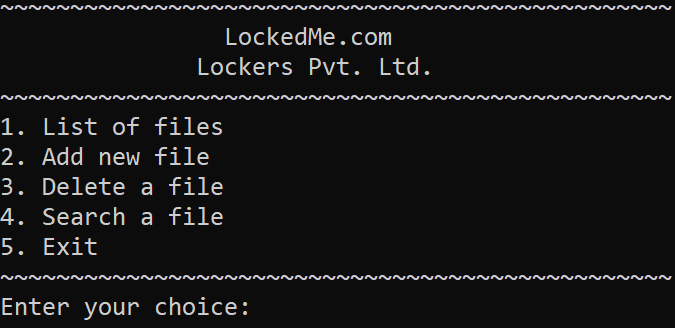 ~~~~~~~~~~~~~~~~~~~~~~~~~~~~~~~~~~~~~~~~~~~~~~~~
LockedMe.com
Lockers Pvt. Ltd.
~~~~~~~~~~~~~~~~~~~~~~~~~~~~~~~~~~~~~~~~~~~~~~~~
1. List of files
2. Add new file
3. Delete a file
4. Search a file
5. Exit
~~~~~~~~~~~~~~~~~~~~~~~~~~~~~~~~~~~~~~~~~~~~~~~~
Enter your choice: